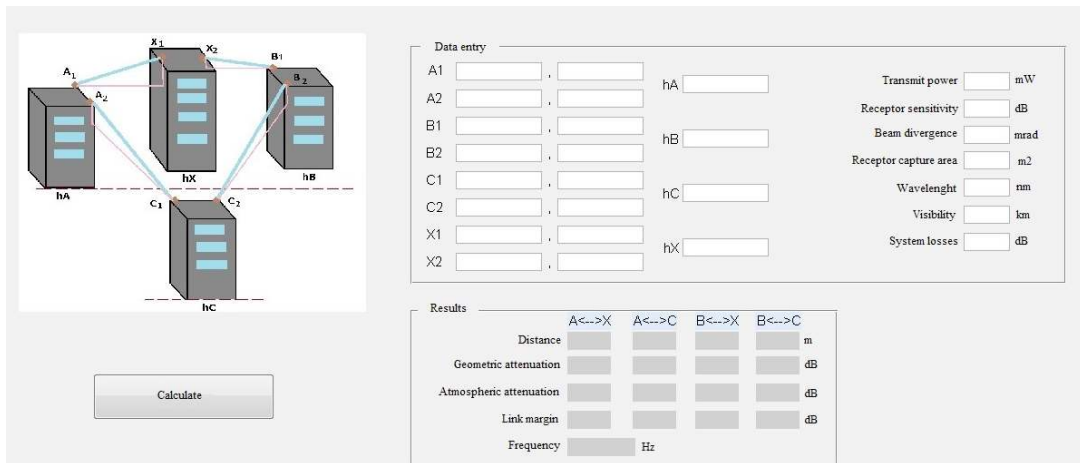 X1 X2
A1 B1
A2 B2
hA hX hB
C1 C2
hC
Calculate
Data entry
A1 ,
A2 ,
B1 ,
B2 ,
C1 ,
C2 ,
X1 ,
X2 ,
hA
hB
hC
hX
Transmit power mW
Receptor sensitivity dB
Beam divergence mrad
Receptor capture area m2
Wavelenght nm
Visibility km
System losses dB
Results
A<-->X A<-->C B<-->X B<-->C
Distance m
Geometric attenuation dB
Atmospheric attenuation dB
Link margin dB
Frequency Hz